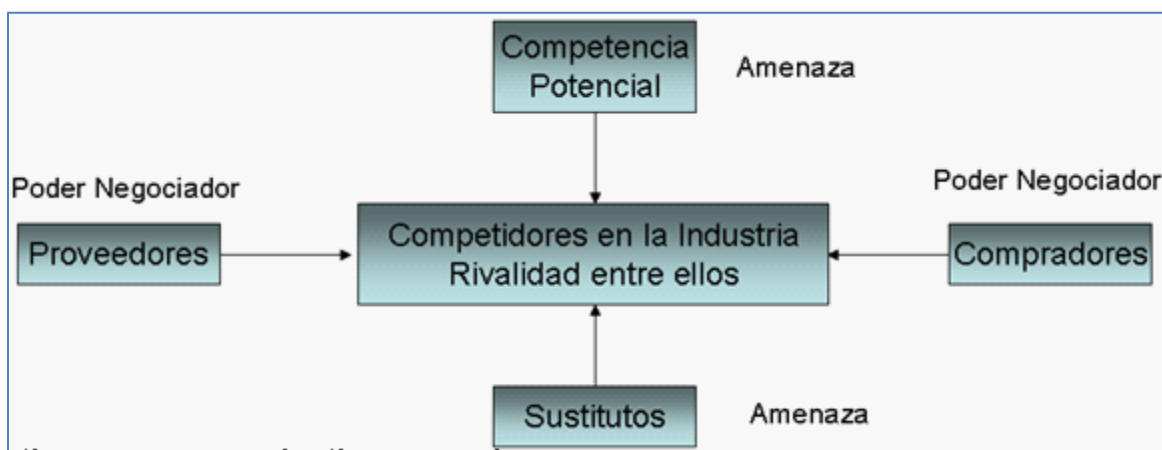 Competencia
Potencial
Amenaza
Poder Negociador
Poder Negociador
Proveedores
Competidores en la Industria
Rivalidad entre ellos
Compradores
Sustitutos
Amenaza